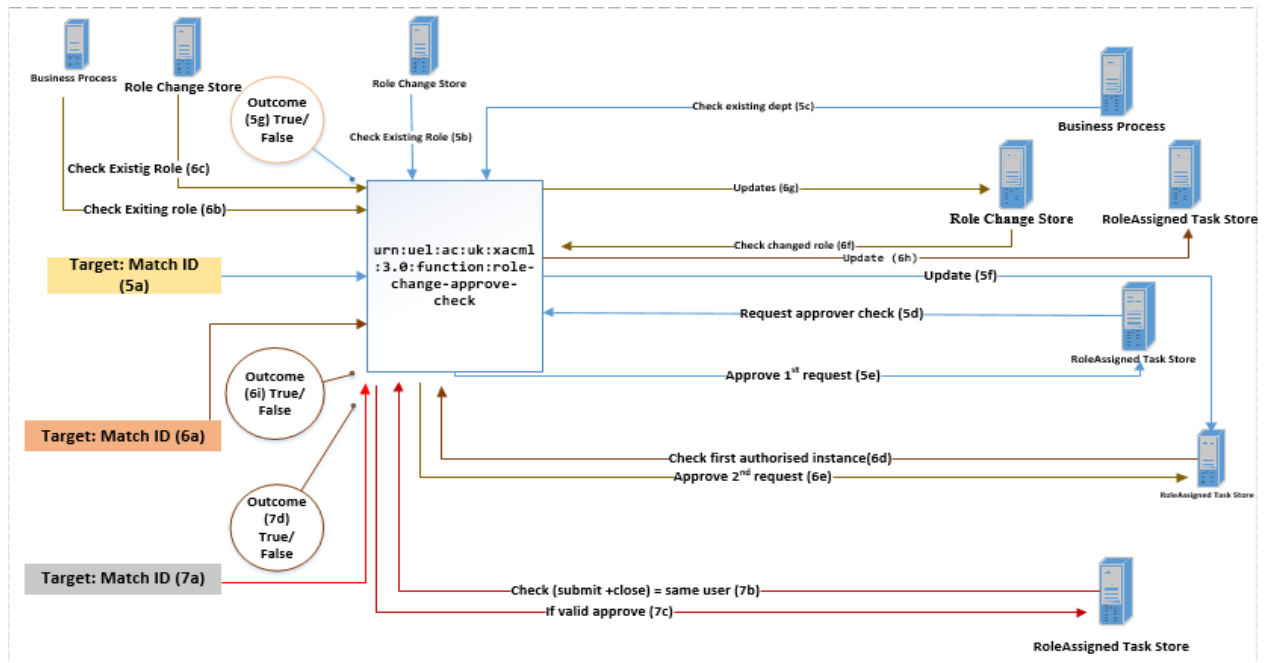 Business Process
Role Change Store
Role Change Store
Outcome
(5g) True/
False
Check existing dept (5c)
Business Process
Check Existing Role (5b)
Check Existig Role (6c)
Check Exiting role (6b)
Updates (6g)
Role Change Store
RoleAssigned Task Store
urn:uel:ac:uk:xacml
:3.0:function:role-
change-approve-
check
Check changed role (6f)
Update (6h)
Target: Match ID
(5a)
Update (5f)
Request approver check (5d)
RoleAssigned Task Store
Approve 1st request (5e)
Outcome
(6i) True/
False
Target: Match ID (6a)
Check first authorised instance(6d)
Approve 2nd request (6e)
RoleAssigned Task Store
Outcome
(7d)
True/
False
Target: Match ID (7a)
Check (submit +close) = same user (7b)
If valid approve (7c)
RoleAssigned Task Store